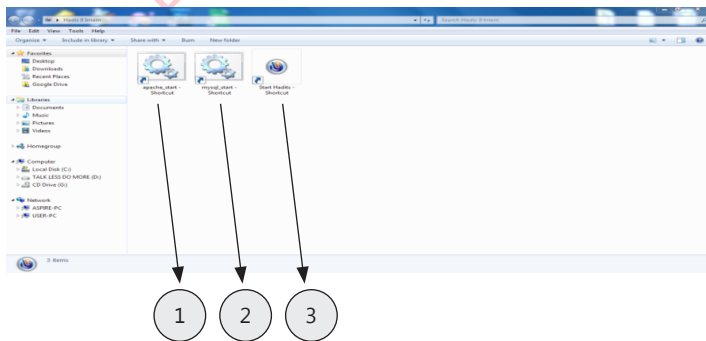 Hadis 9 Imam
Search Hadis 9 Imam
File Edit View Tools Help
Organize Include in library Share with Burn New folder
Favorites
Desktop
Downloads
Recent Places
Google Drive
Libraries
Documents
Music
Pictures
Videos
Homegroup
Computer
Local Disk (C:)
TALK LESS DO MORE (D:)
CD Drive (G:)
Network
ASPIRE-PC
USER-PC
apache_start -
Shortcut
mysql_start -
Shortcut
Start Hadits -
Shortcut
3 items
1 2 3